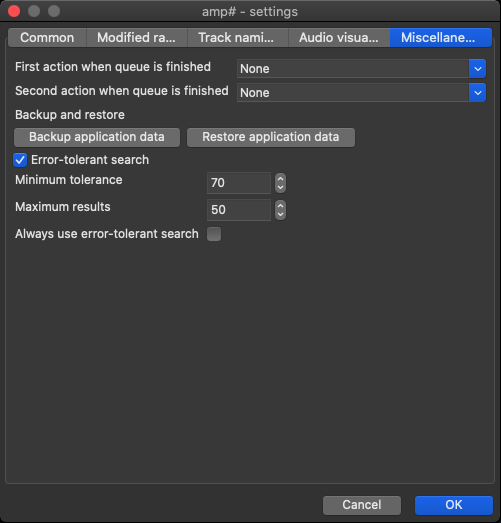 amp# - settings
Common Modified ra... Track nami... Audio visua... Miscellane...
First action when queue is finished None
Second action when queue is finished None
Backup and restore
Backup application data Restore application data
Error-tolerant search
Minimum tolerance 70
Maximum results 50
Always use error-tolerant search
Cancel OK